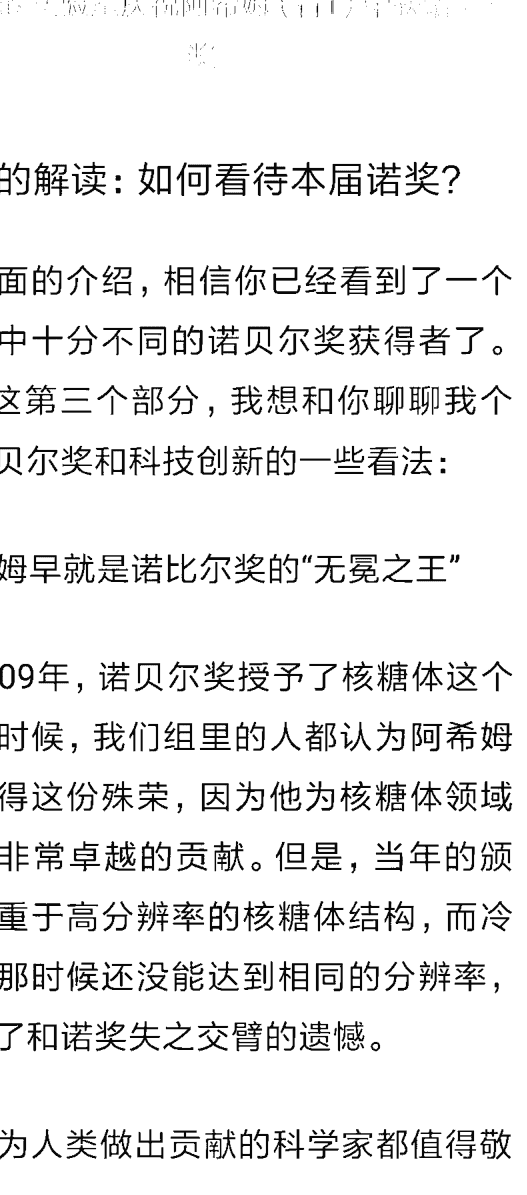 的解读：如何看待本届诺奖？
面的介绍，相信你已经看到了一个
中十分不同的诺贝尔奖获得者了。
这第三个部分，我想和你聊聊我个
贝尔奖和科技创新的一些看法：
姆早就是诺比尔奖的“无冕之王”
09年，诺贝尔奖授予了核糖体这个
时候，我们组里的人都认为阿希姆
得这份殊荣，因为他为核糖体领域
非常卓越的贡献。但是，当年的颁
重于高分辨率的核糖体结构，而冷
那时候还没能达到相同的分辨率，
了和诺奖失之交臂的遗憾。
为人类做出贡献的科学家都值得敬